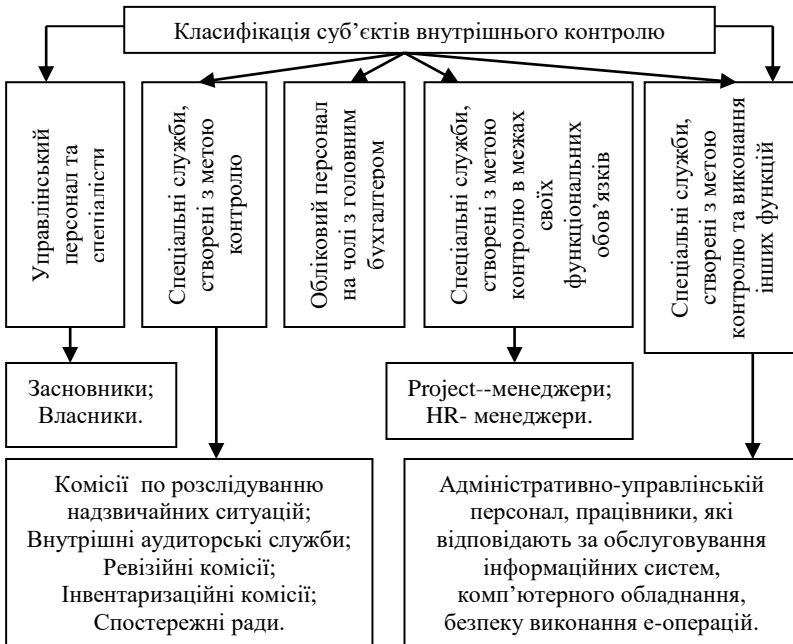 Класифікація суб’єктів внутрішнього контролю
Управлінський
персонал та
спеціалісти
Спеціальні служби,
створені з метою
контролю
Обліковий персонал
на чолі з головним
бухгалтером
Спеціальні служби,
створені з метою
контролю в межах
своїх
функціональних
обов’язків
Спеціальні служби,
створені з метою
контролю та виконання
інших функцій
Засновники;
Власники.
Project--менеджери;
HR- менеджери.
Комісії по розслідуванню
надзвичайних ситуацій;
Внутрішні аудиторські служби;
Ревізійні комісії;
Інвентаризаційні комісії;
Спостережні ради.
Адміністративно-управлінській
персонал, працівники, які
відповідають за обслуговування
інформаційних систем,
комп’ютерного обладнання,
безпеку виконання е-операцій.